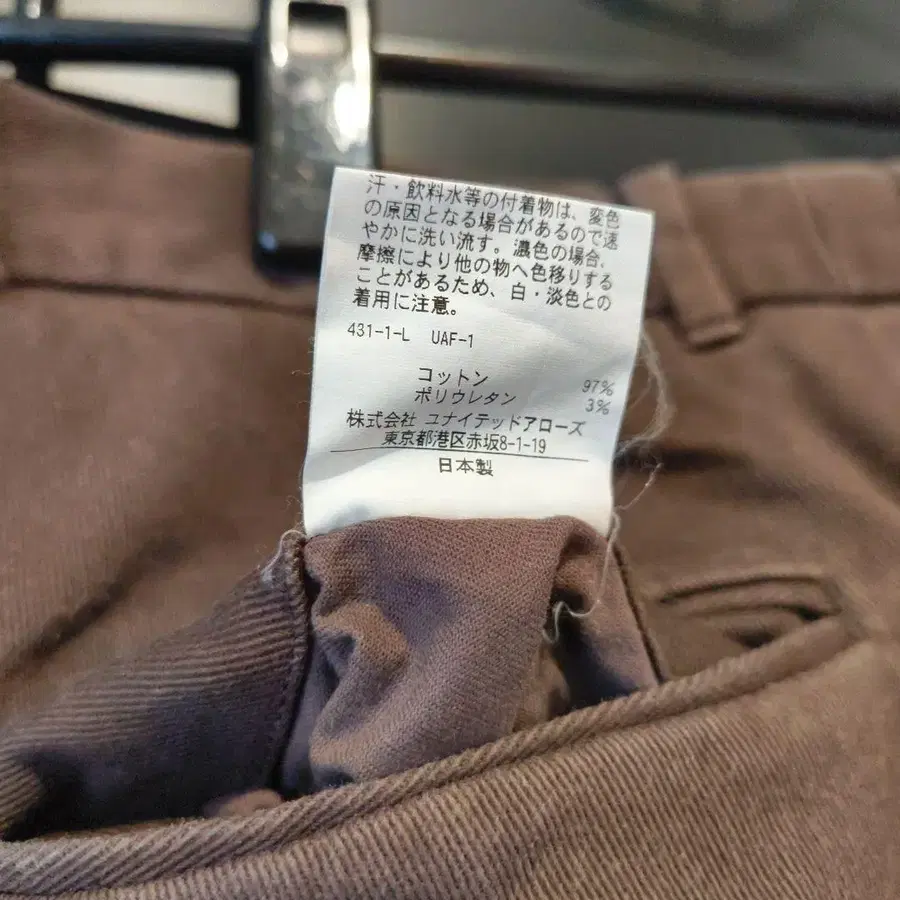 汗・飲料水等の付着物は、変色
の原因となる場合があるので速
やかに洗い流す。濃色の場合、
摩擦により他の物へ色移りする
ことがあるため、白・淡色との
着用に注意。
431-1-L UAF-1
コットン 97%
ポリウレタン 3%
株式会社 ユナイテッドアローズ
東京都港区赤坂8-1-19
日本製